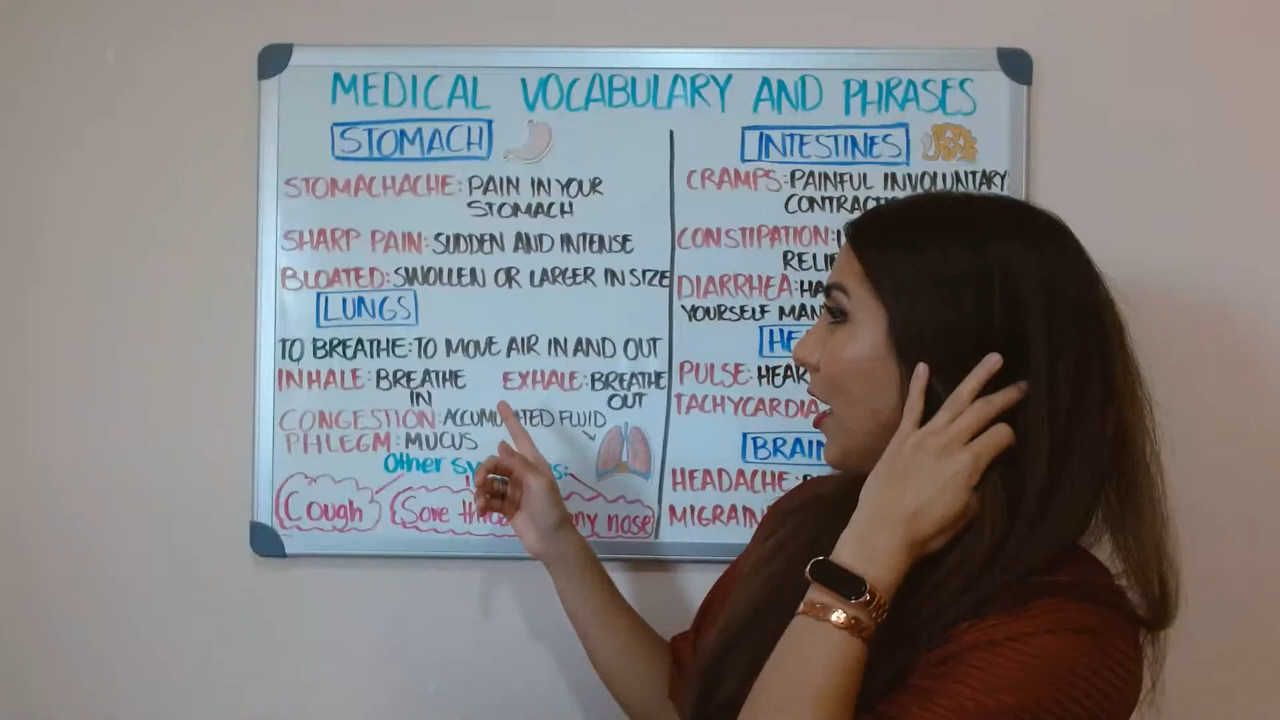 MEDICAL VOCABULARY AND PHRASES
STOMACH
STOMACHACHE: PAIN IN YOUR
STOMACH
SHARP PAIN: SUDDEN AND INTENSE
BLOATED: SWOLLEN OR LARGER IN SIZE
LUNGS
TO BREATHE: TO MOVE AIR IN AND OUT
INHALE: BREATHE
IN
EXHALE: BREATHE
OUT
CONGESTION: FLUID
PHLEGM: MUCUS
Other
Cough
Sore
nose
INTESTINES
CRAMPS: PAINFUL INVOLUNTARY
CONSTIPATION:
DIARRHEA:
YOURSELF
PULSE:
TACHYCARDIA
HEADACHE: